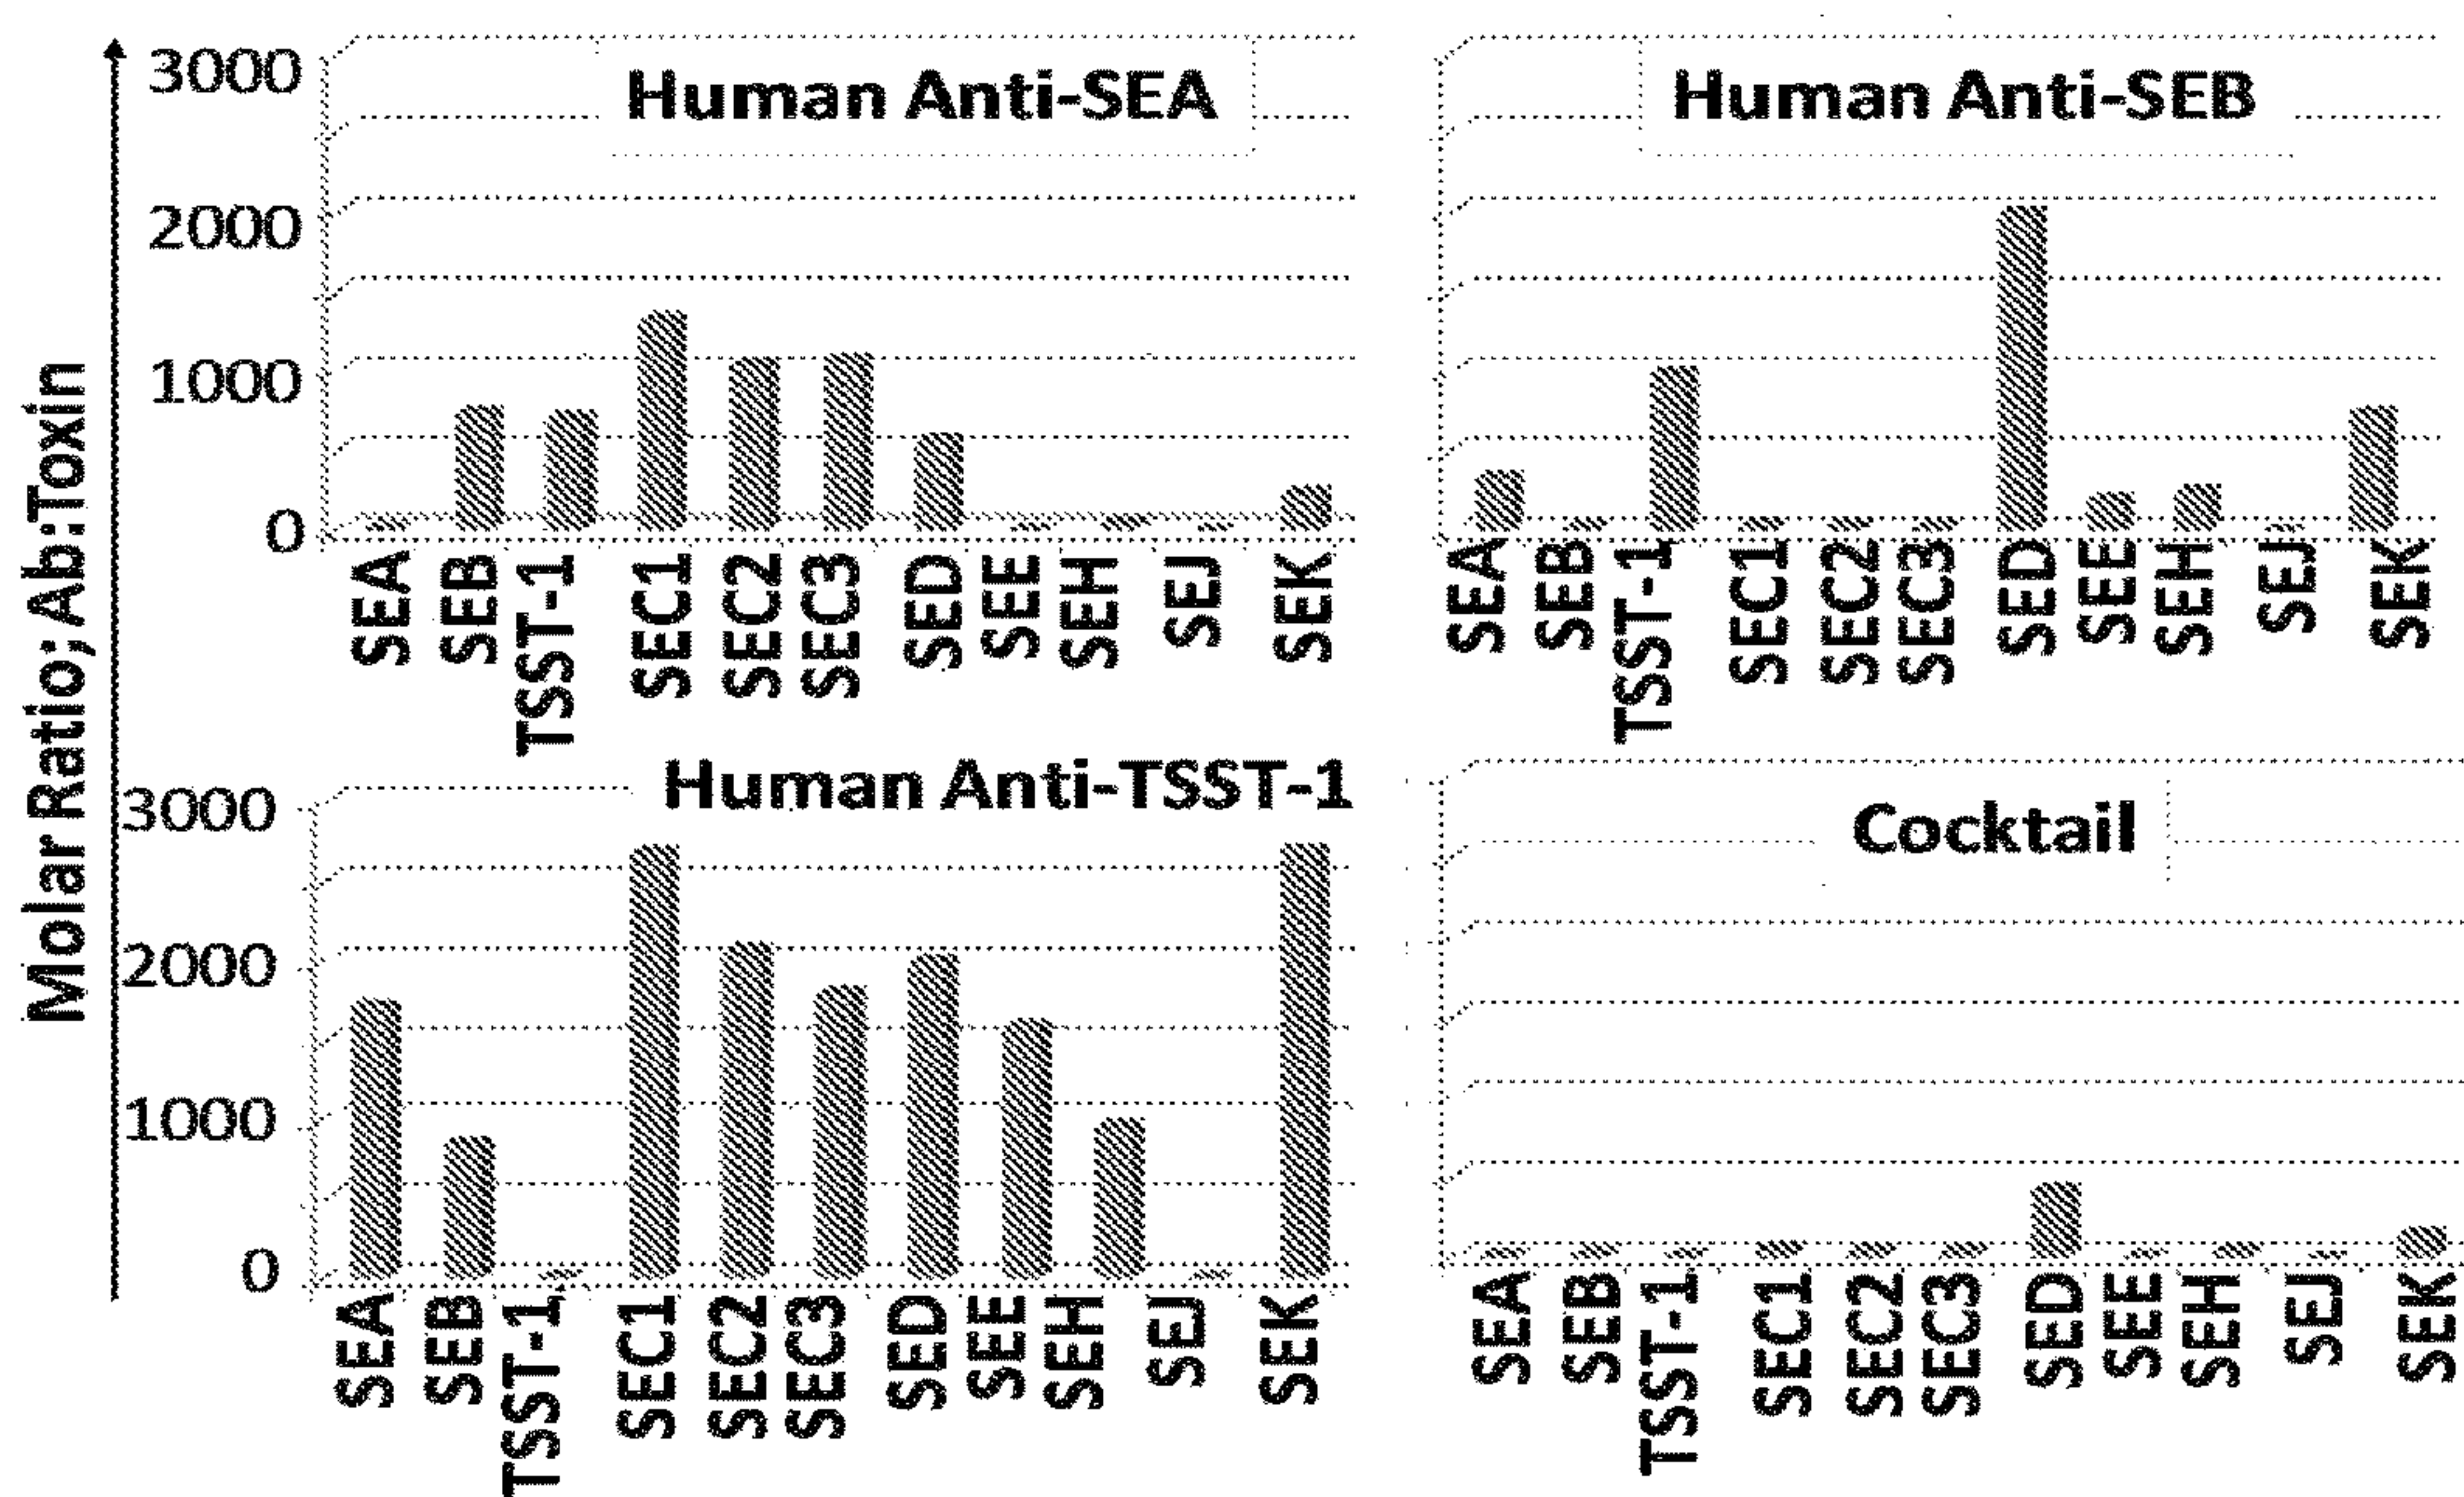 Molar Ratio; Ab:Toxin
Human Anti-SEA
3000
2000
1000
0
SEA
SEB
TSST-1
SEC1
SEC2
SEC3
SED
SEE
SEH
SEJ
SEK
Human Anti-SEB
SEA
SEB
TSST-1
SEC1
SEC2
SEC3
SED
SEE
SEH
SEJ
SEK
Human Anti-TSST-1
3000
2000
1000
0
SEA
SEB
TSST-1
SEC1
SEC2
SEC3
SED
SEE
SEH
SEJ
SEK
Cocktail
SEA
SEB
TSST-1
SEC1
SEC2
SEC3
SED
SEE
SEH
SEJ
SEK